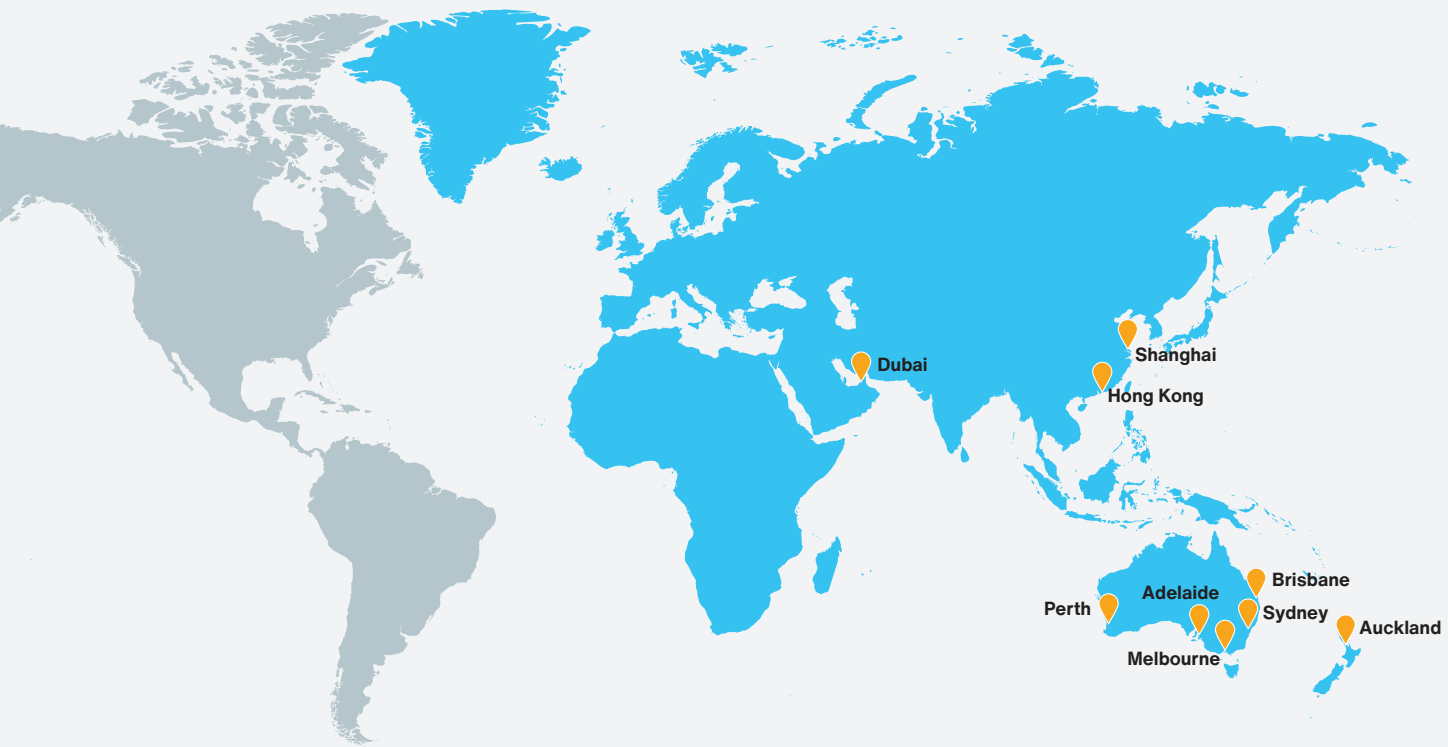 Dubai
Shanghai
Hong Kong
Brisbane
Adelaide
Perth
Sydney
Auckland
Melbourne